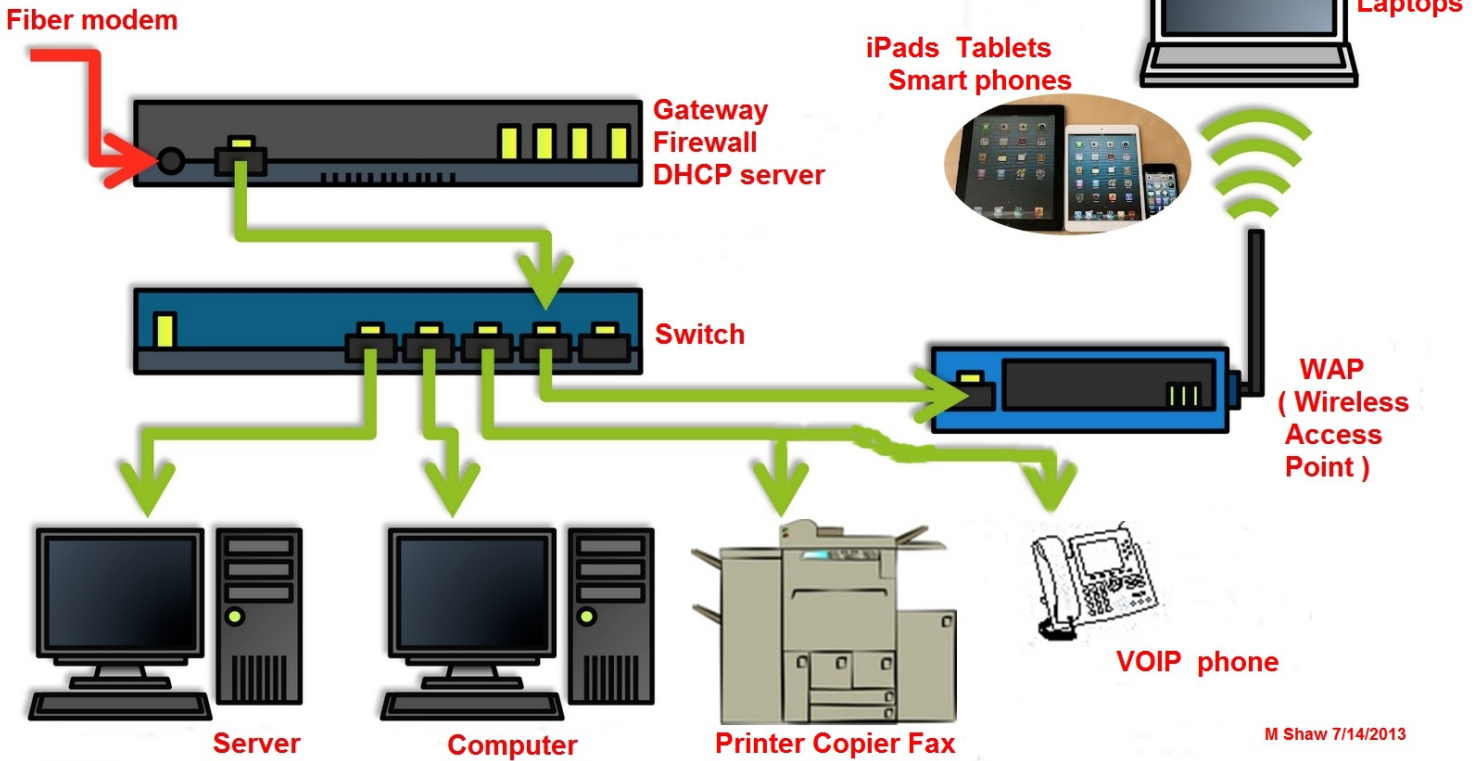 Fiber modem
Laptops
iPads Tablets
Smart phones
Gateway
Firewall
DHCP server
Switch
WAP
( Wireless
Access
Point )
VOIP phone
Server
Computer
Printer Copier Fax
M Shaw 7/14/2013